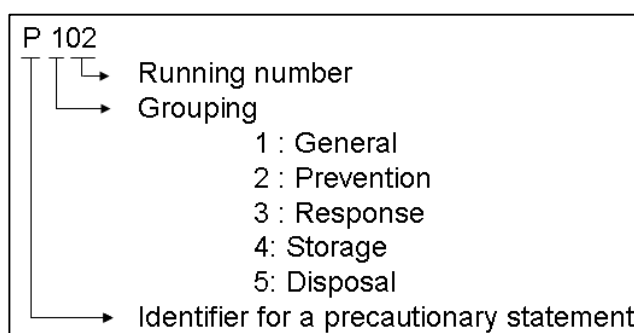 P 102
Running number
Grouping
1 : General
2 : Prevention
3 : Response
4: Storage
5: Disposal
Identifier for a precautionary statement